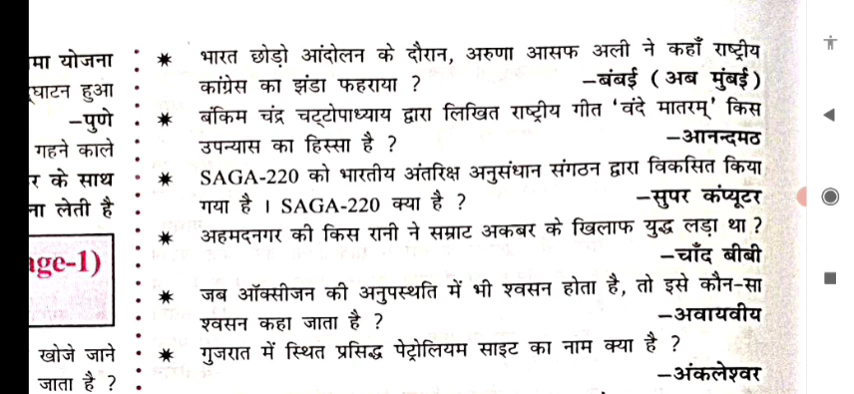 मा योजना
घाटन हुआ
–पुणे
गहने काले
र के साथ
ना लेती है
age-1)
खोजे जाने
जाता है ?
* भारत छोड़ो आंदोलन के दौरान, अरुणा आसफ अली ने कहाँ राष्ट्रीय
कांग्रेस का झंडा फहराया ? –बंबई ( अब मुंबई )
* बंकिम चंद्र चट्टोपाध्याय द्वारा लिखित राष्ट्रीय गीत ‘वंदे मातरम्’ किस
उपन्यास का हिस्सा है ? –आनन्दमठ
* SAGA-220 को भारतीय अंतरिक्ष अनुसंधान संगठन द्वारा विकसित किया
गया है । SAGA-220 क्या है ? –सुपर कंप्यूटर
* अहमदनगर की किस रानी ने सम्राट अकबर के खिलाफ युद्ध लड़ा था ?
–चाँद बीबी
* जब ऑक्सीजन की अनुपस्थति में भी श्वसन होता है, तो इसे कौन-सा
श्वसन कहा जाता है ? –अवायवीय
* गुजरात में स्थित प्रसिद्ध पेट्रोलियम साइट का नाम क्या है ?
–अंकलेश्वर